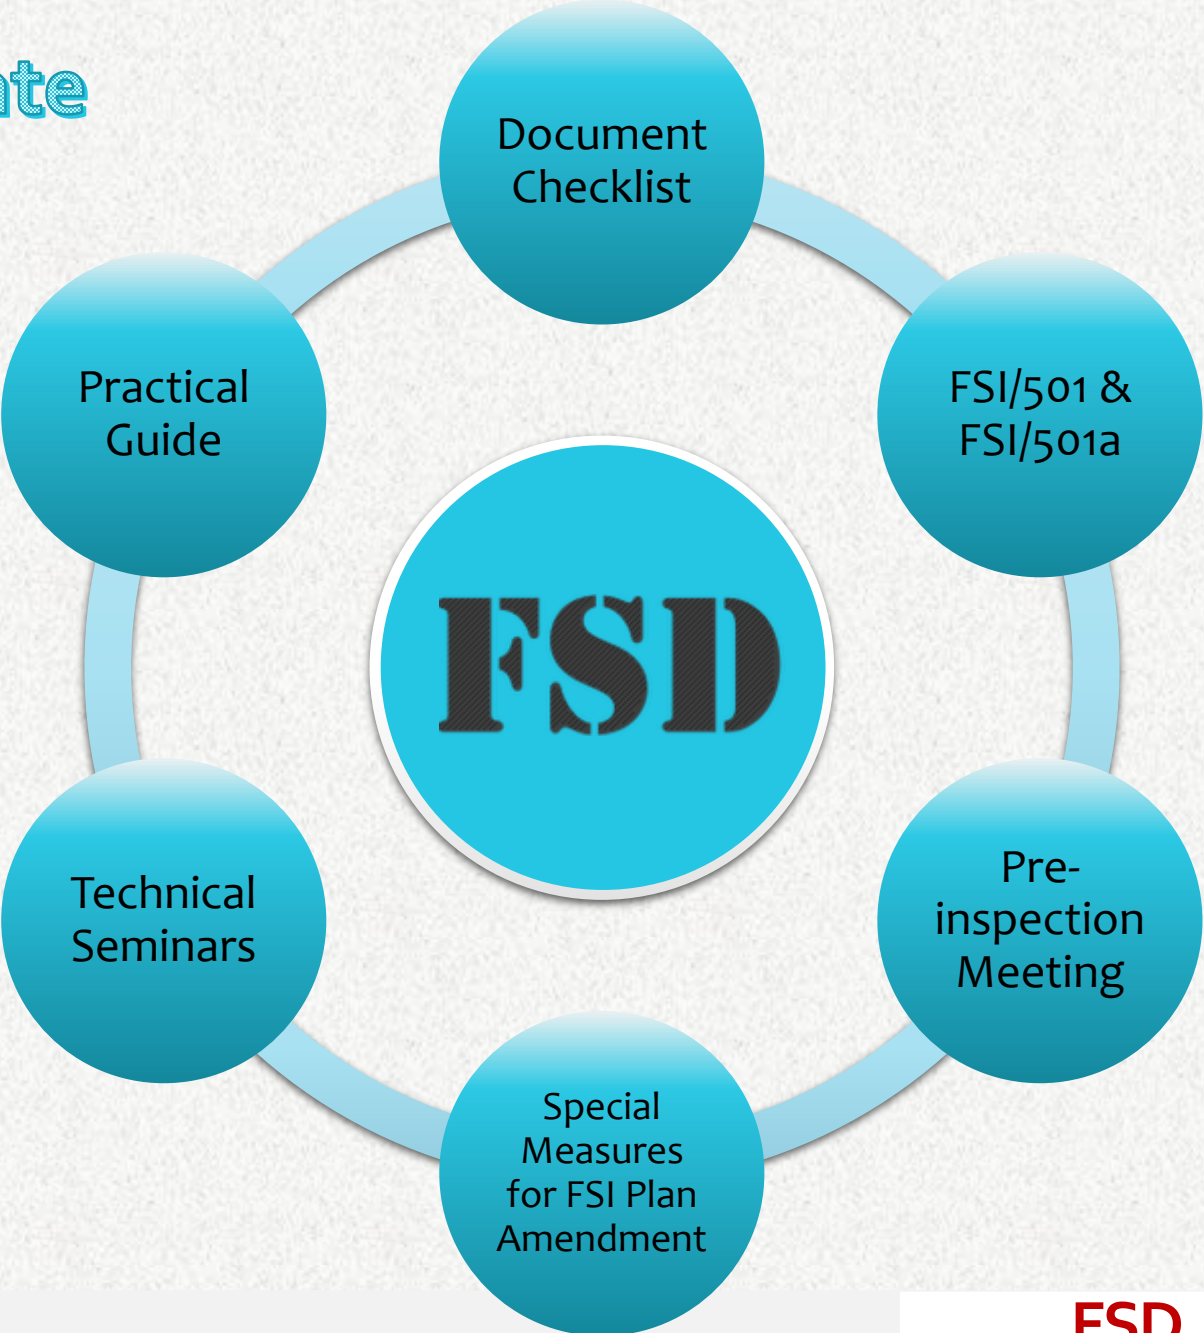 Document
Checklist
FSI/501 &
FSI/501a
Pre-
inspection
Meeting
Special
Measures
for FSI Plan
Amendment
Technical
Seminars
Practical
Guide
FSD
FSD